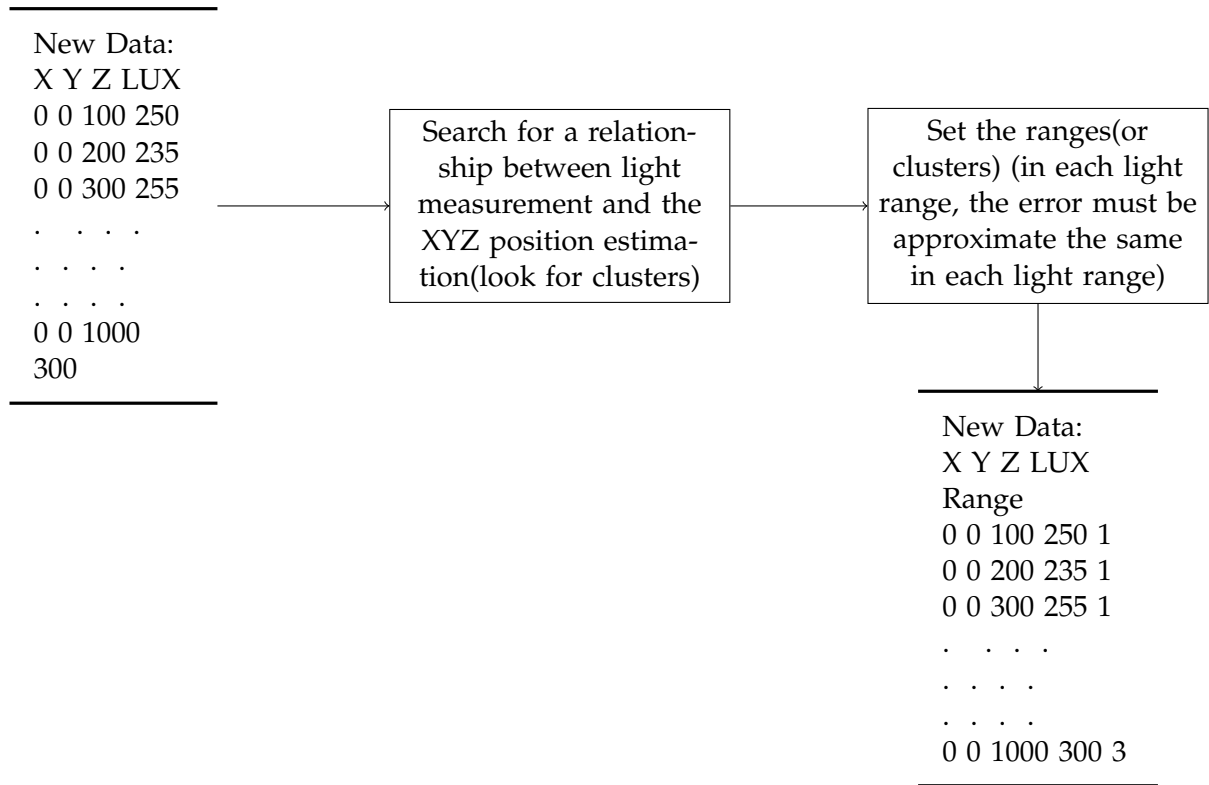 New Data:
X Y Z LUX
0 0 100 250
0 0 200 235
0 0 300 255
. . . .
. . . .
. . . .
0 0 1000
300
Search for a relation-
ship between light
measurement and the
XYZ position estima-
tion(look for clusters)
Set the ranges(or
clusters) (in each light
range, the error must be
approximate the same
in each light range)
New Data:
X Y Z LUX
Range
0 0 100 250 1
0 0 200 235 1
0 0 300 255 1
. . . .
. . . .
. . . .
0 0 1000 300 3